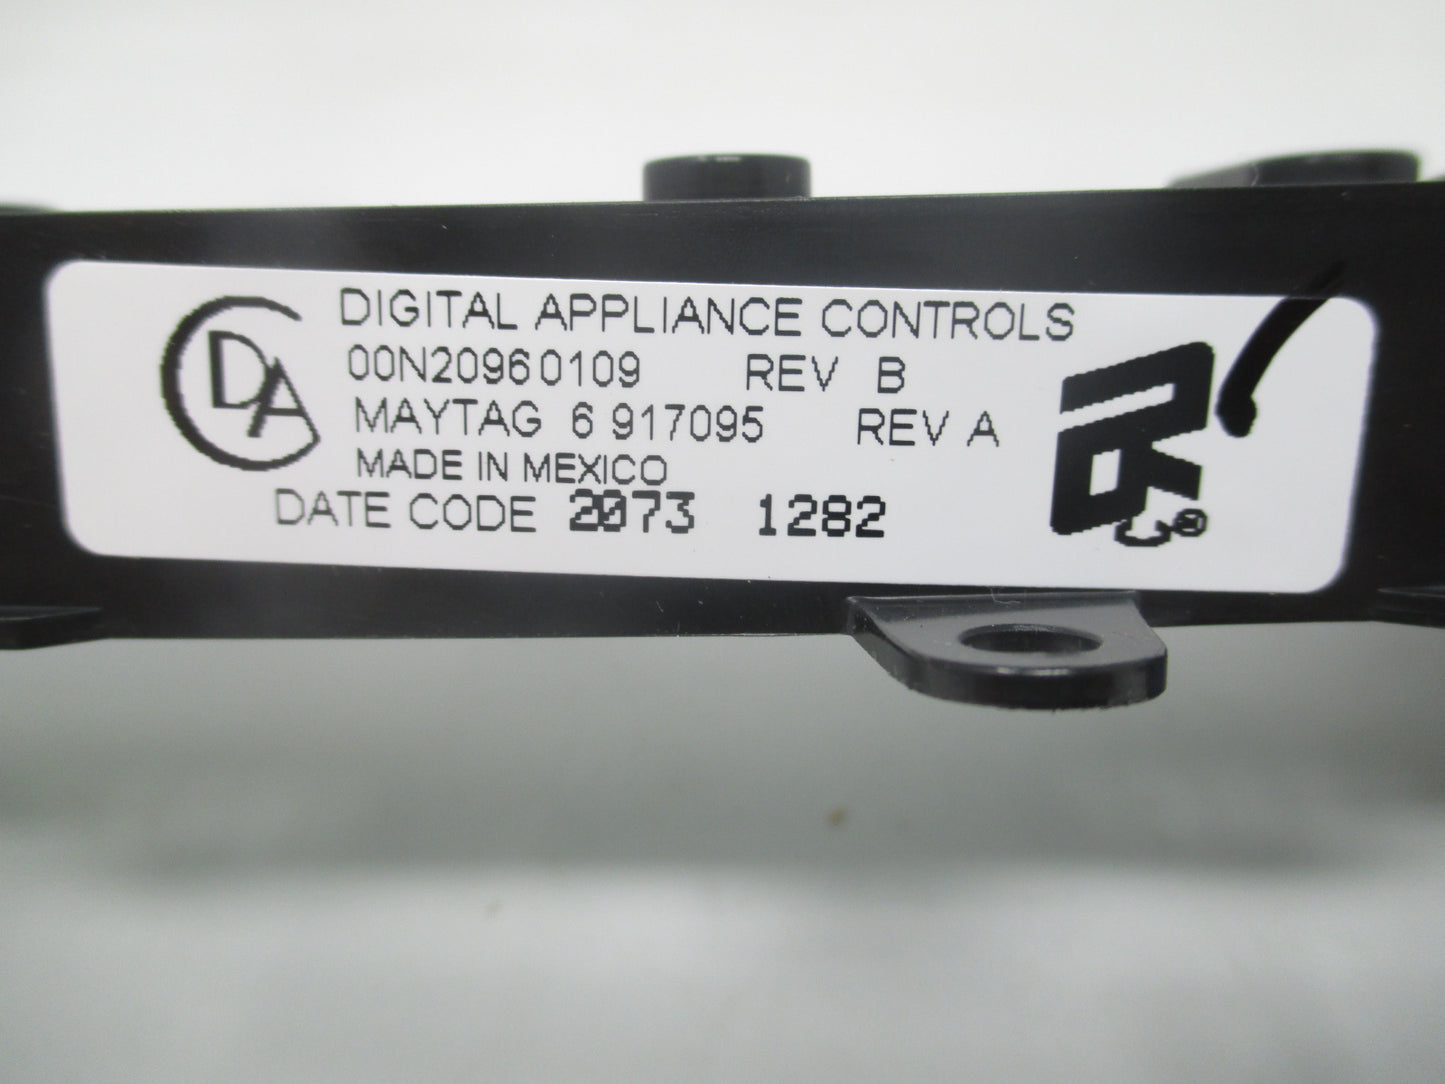 DA
DIGITAL APPLIANCE CONTROLS
00N20960109 REV B
MAYTAG 6 917095 REV A
MADE IN MEXICO
DATE CODE 2073 1282